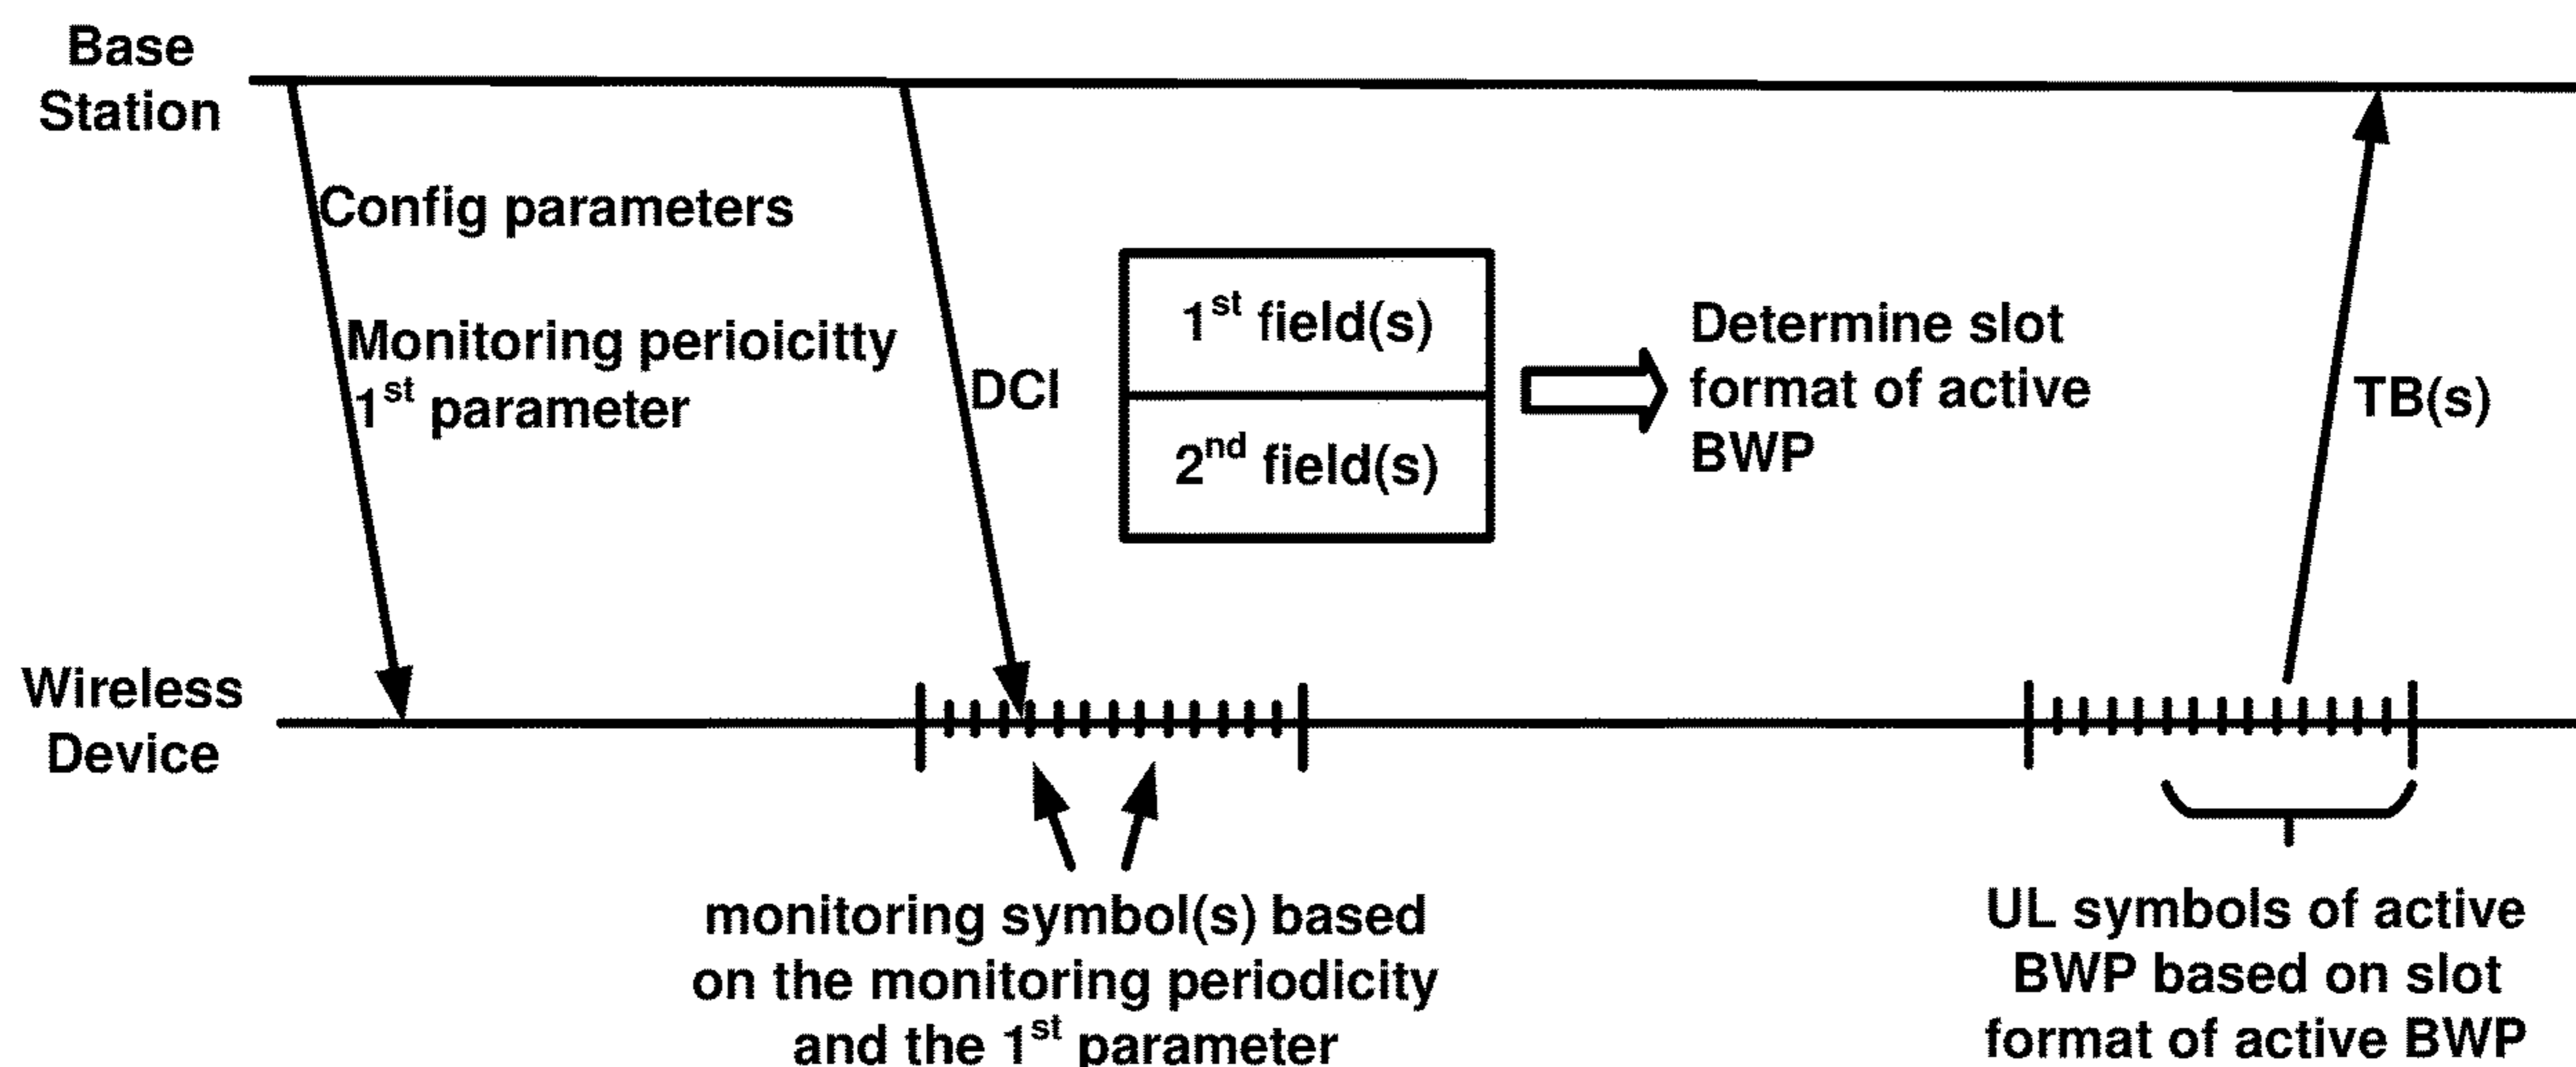 Base
Station
Config parameters
Monitoring perioicitty
1st parameter
DCI
1st field(s)
2nd field(s)
Determine slot
format of active
BWP
TB(s)
Wireless
Device
monitoring symbol(s) based
on the monitoring periodicity
and the 1st parameter
UL symbols of active
BWP based on slot
format of active BWP